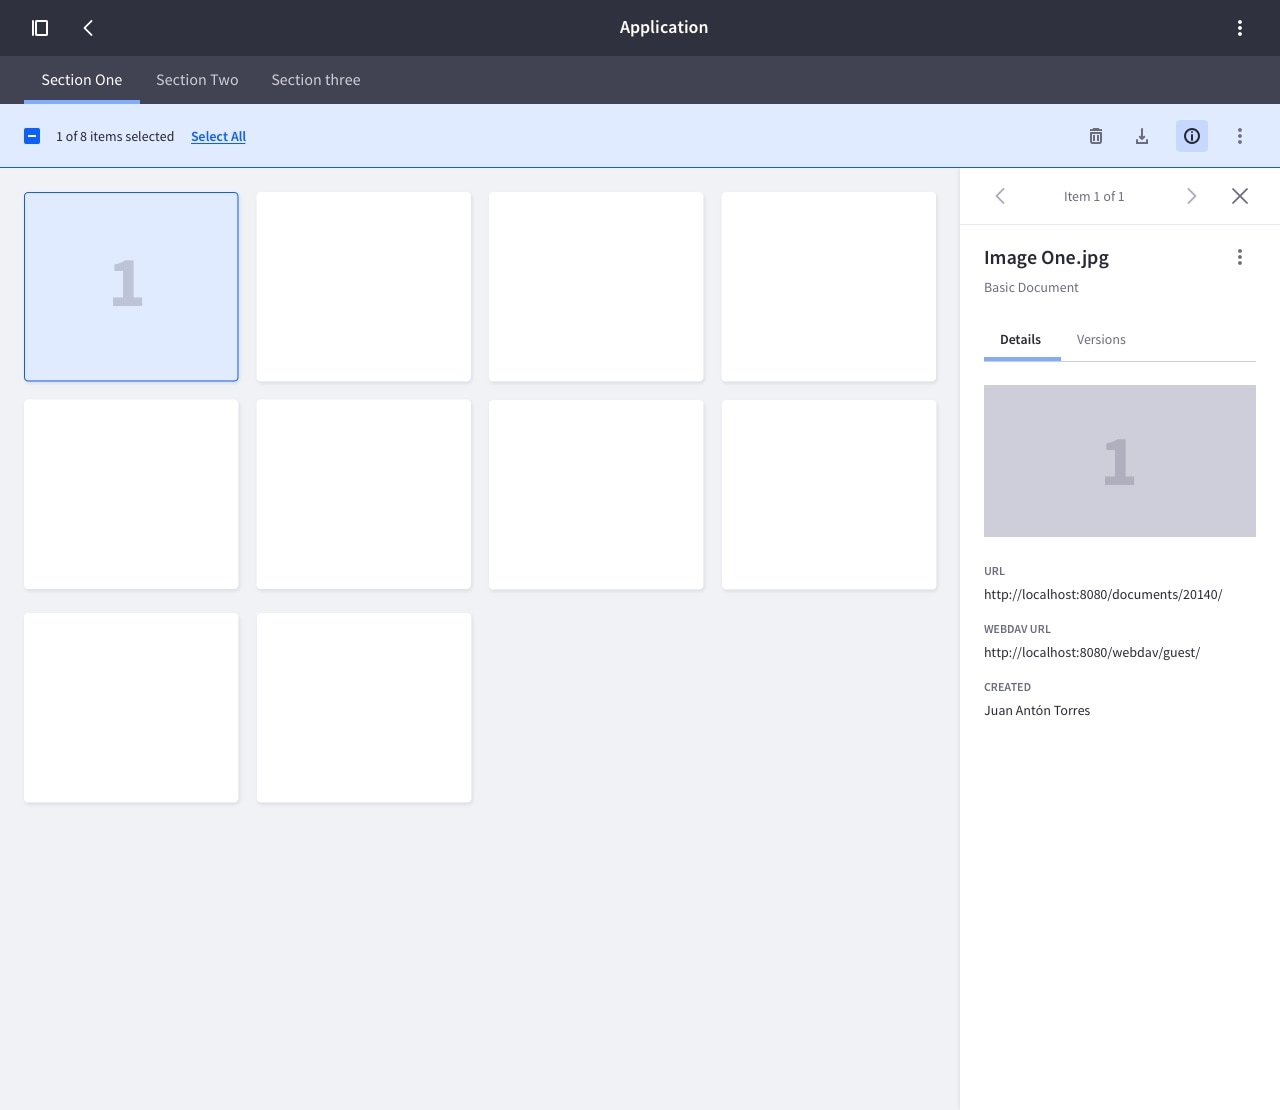 Application
Section One Section Two Section three
1 of 8 items selected Select All
Item 1 of 1
1
Image One.jpg
Basic Document
Details Versions
1
URL
http://localhost:8080/documents/20140/
WEBDAV URL
http://localhost:8080/webdav/guest/
CREATED
Juan Antón Torres